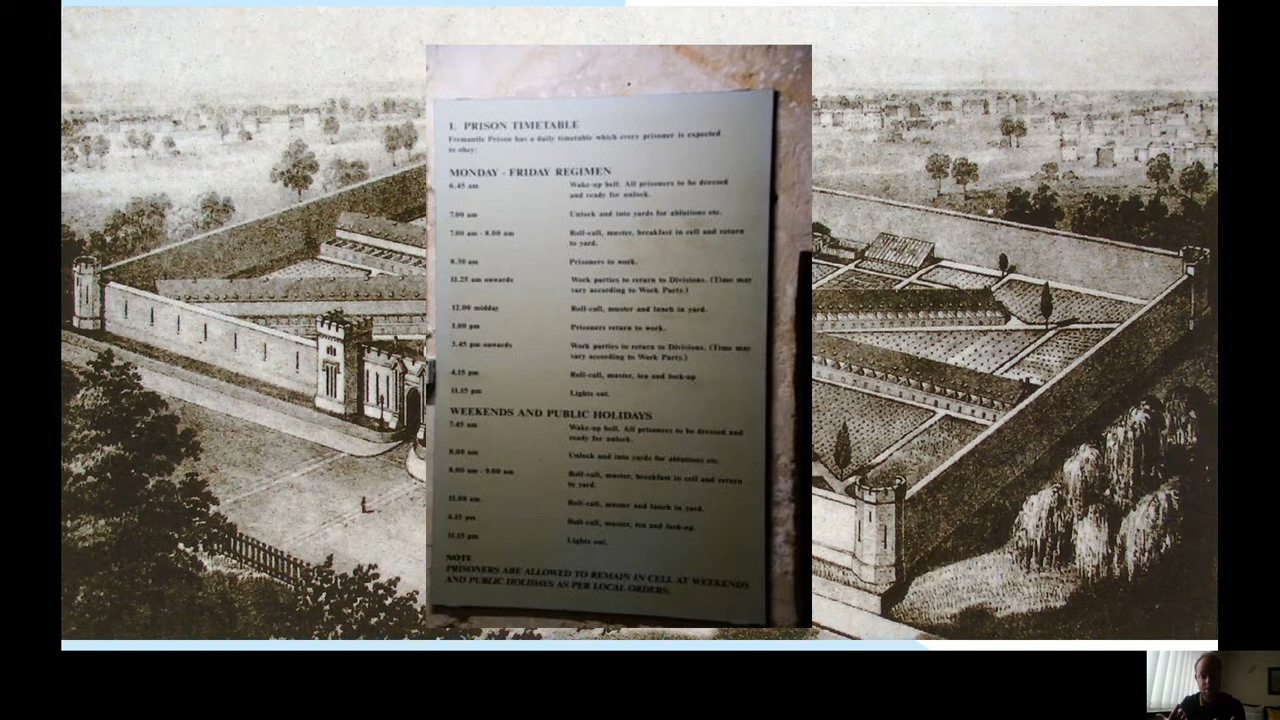 1. PRISON TIMETABLE
Fremantle Prison has a daily timetable which every prisoner is expected
to obey:
MONDAY - FRIDAY REGIMEN
6.45 am Wake-up bell. All prisoners to be dressed
and ready for unlock.
7.00 am Unlock and into yards for ablutions etc.
7.00 am - 8.00 am Roll-call, muster, breakfast in cell and return
to yard.
8.30 am Prisoners to work.
11.25 am onwards Work parties to return to Divisions. (Time may
vary according to Work Party.)
12.00 midday Roll-call, muster and lunch in yard.
1.00 pm Prisoners return to work.
3.45 pm onwards Work parties to return to Divisions. (Time may
vary according to Work Party.)
4.15 pm Roll-call, muster, tea and lock-up
11.15 pm Lights out.
WEEKENDS AND PUBLIC HOLIDAYS
7.45 am Wake-up bell. All prisoners to be dressed and
ready for unlock.
8.00 am Unlock and into yards for ablutions etc.
8.00 am - 9.00 am Roll-call, muster, breakfast in cell and return
to yard.
11.00 am Roll-call, muster and lunch in yard.
4.15 pm Roll-call, muster, tea and lock-up.
11.15 pm Lights out.
NOTE
PRISONERS ARE ALLOWED TO REMAIN IN CELL AT WEEKENDS
AND PUBLIC HOLIDAYS AS PER LOCAL ORDERS.